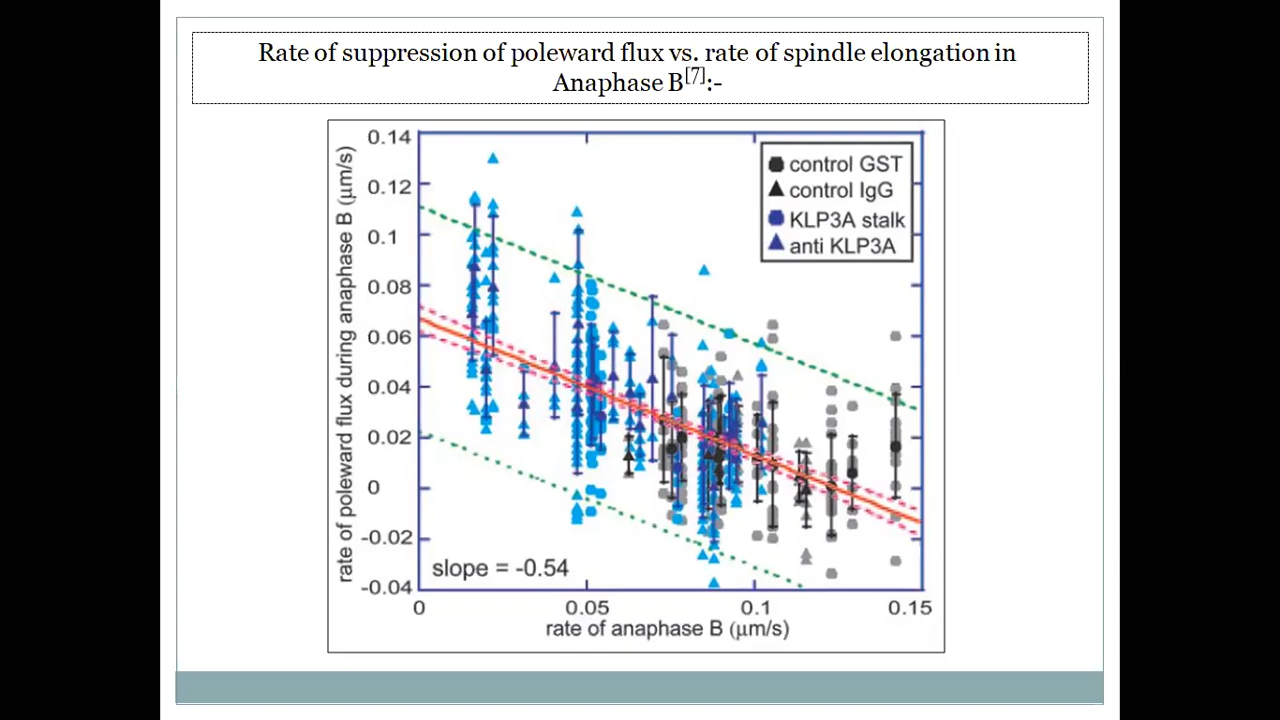 Rate of suppression of poleward flux vs. rate of spindle elongation in
Anaphase B[7]:-
0.14
0.12
0.1
0.08
0.06
0.04
0.02
0
-0.02
-0.04
rate of poleward flux during anaphase B (μm/s)
control GST
control IgG
KLP3A stalk
anti KLP3A
slope = -0.54
0 0.05 0.1 0.15
rate of anaphase B (μm/s)